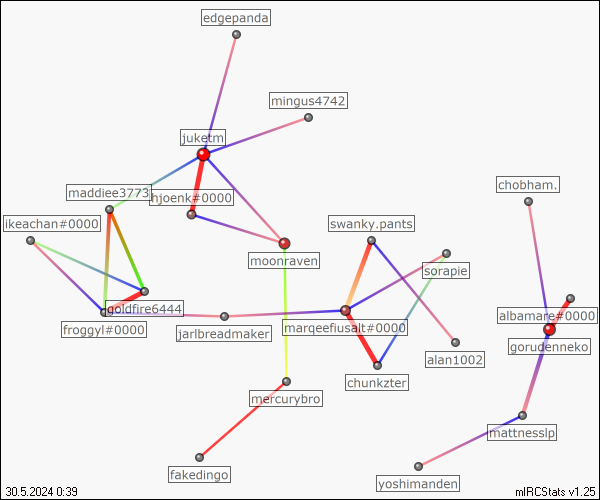 edgepanda
mingus4742
juketm
maddiee3773
hjoenk#0000
chobham.
ikeachan#0000
swanky.pants
moonraven
sorapie
goldfire6444
froggyl#0000
jarlbreadmaker
marqeefiusalt#0000
albamare#0000
gorudenneko
alan1002
chunkzter
mercurybro
mattnesslp
fakedingo
yoshimanden
30.5.2024 0:39
mIRCStats v1.25